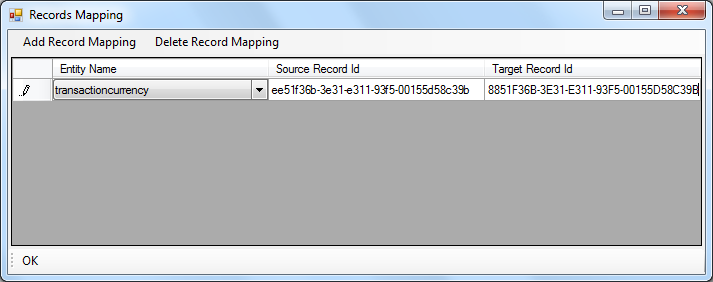 Records Mapping
Add Record Mapping Delete Record Mapping
Entity Name Source Record Id Target Record Id
transactioncurrency ee51f36b-3e31-e311-93f5-00155d58c39b 8851F36B-3E31-E311-93F5-00155D58C39B
OK